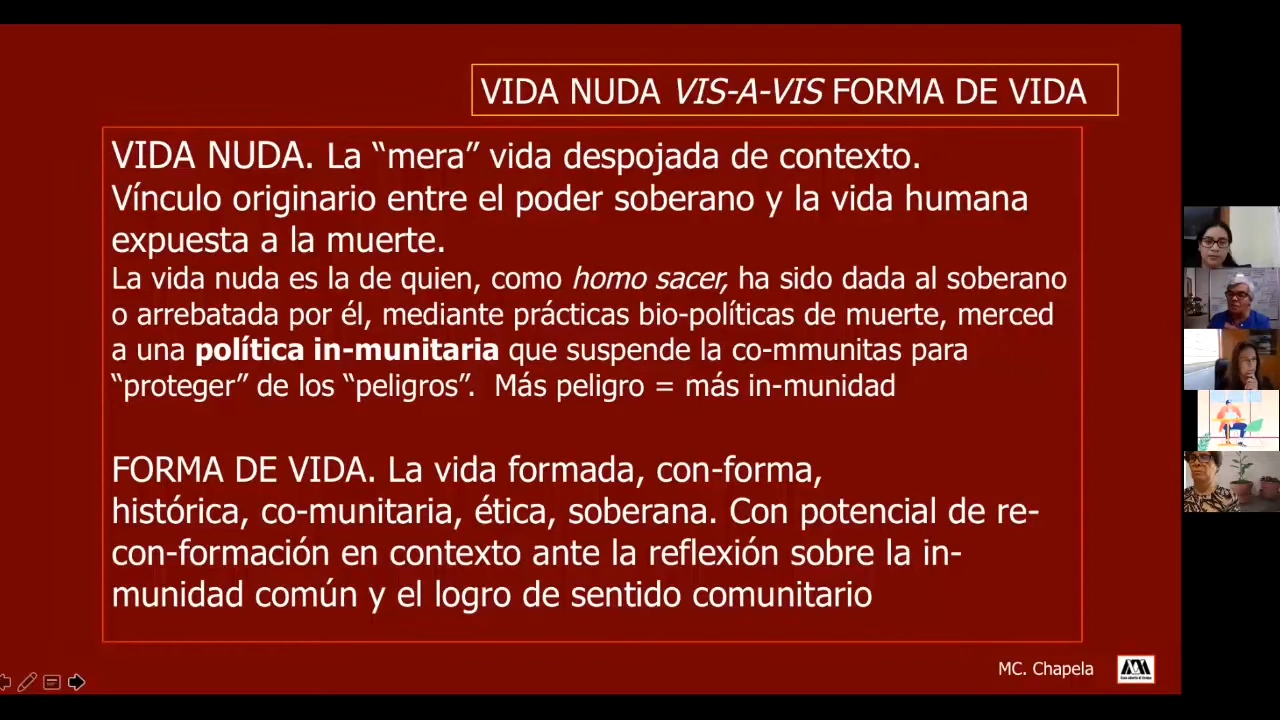 VIDA NUDA VIS-A-VIS FORMA DE VIDA
VIDA NUDA. La “mera” vida despojada de contexto.
Vínculo originario entre el poder soberano y la vida humana
expuesta a la muerte.
La vida nuda es la de quien, como homo sacer, ha sido dada al soberano
o arrebatada por él, mediante prácticas bio-políticas de muerte, merced
a una política in-munitaria que suspende la co-mmunitas para
“proteger” de los “peligros”.  Más peligro = más in-munidad
FORMA DE VIDA. La vida formada, con-forma,
histórica, co-munitaria, ética, soberana. Con potencial de re-
con-formación en contexto ante la reflexión sobre la in-
munidad común y el logro de sentido comunitario
MC. Chapela